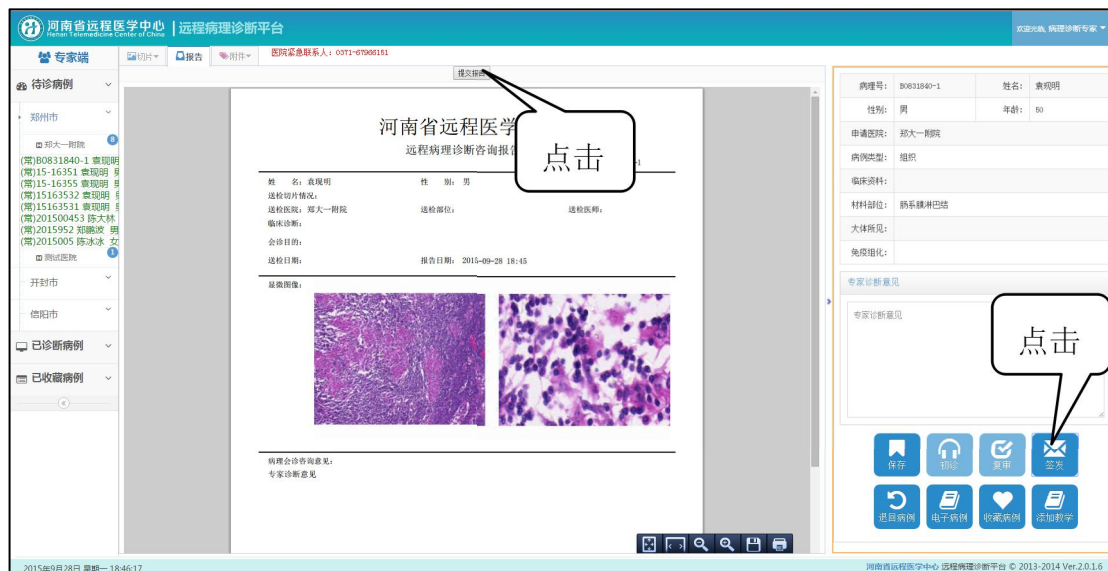 河南省远程医学中心 | 远程病理诊断平台
Henan Telemedicine Center of China
欢迎光临, 病理诊断专家
专家端
切片
报告
附件
医院紧急联系人：0371-67966151
待诊病例
郑州市
郑大一附院 8
(常)B0831840-1 袁现明
(常)15-16351 袁现明
(常)15-16355 袁现明
(常)15163532 袁现明
(常)15163531 袁现明
(常)201500453 陈大林
(常)2015952 郑鹏波 男
(常)2015005 陈冰冰 女
测试医院 1
开封市
信阳市
已诊断病例
已收藏病例
提交报
点击
河南省远程医学
远程病理诊断咨询报告
-1
姓 名：袁现明 性 别：男
送检切片情况：
送检医院：郑大一附院 送检部位： 送检医师：
临床诊断：
会诊目的：
送检日期： 报告日期：2015-09-28 18:45
显微图像：
病理会诊咨询意见：
专家诊断意见
病理号： B0831840-1 姓名： 袁现明
性别： 男 年龄： 50
申请医院： 郑大一附院
病例类型： 组织
临床资料：
材料部位： 肠系膜淋巴结
大体所见：
免疫组化：
专家诊断意见
专家诊断意见
点击
保存 初诊 复审 签发
退回病例 电子病例 收藏病例 添加教学
2015年9月28日 星期一 18:46:17
河南省远程医学中心 远程病理诊断平台 © 2013-2014 Ver.2.0.1.6